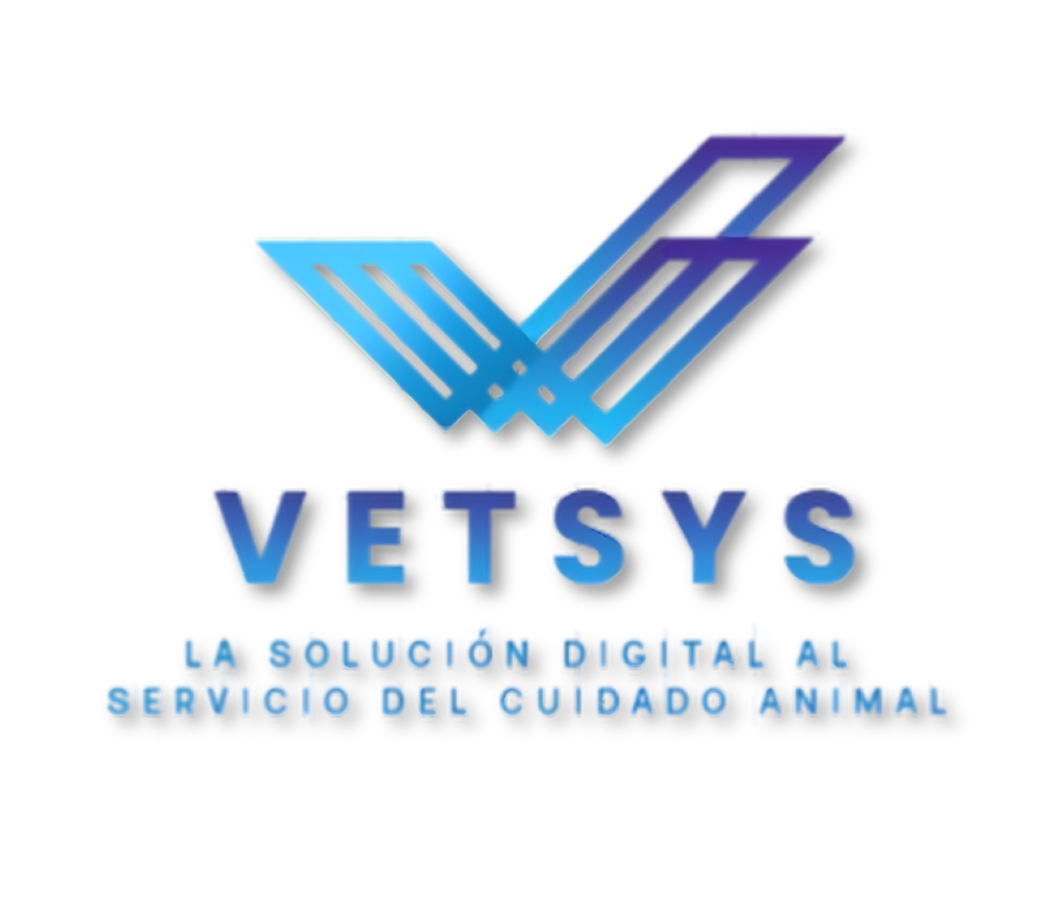 VETSYS
LA SOLUCIÓN DIGITAL AL
SERVICIO DEL CUIDADO ANIMAL